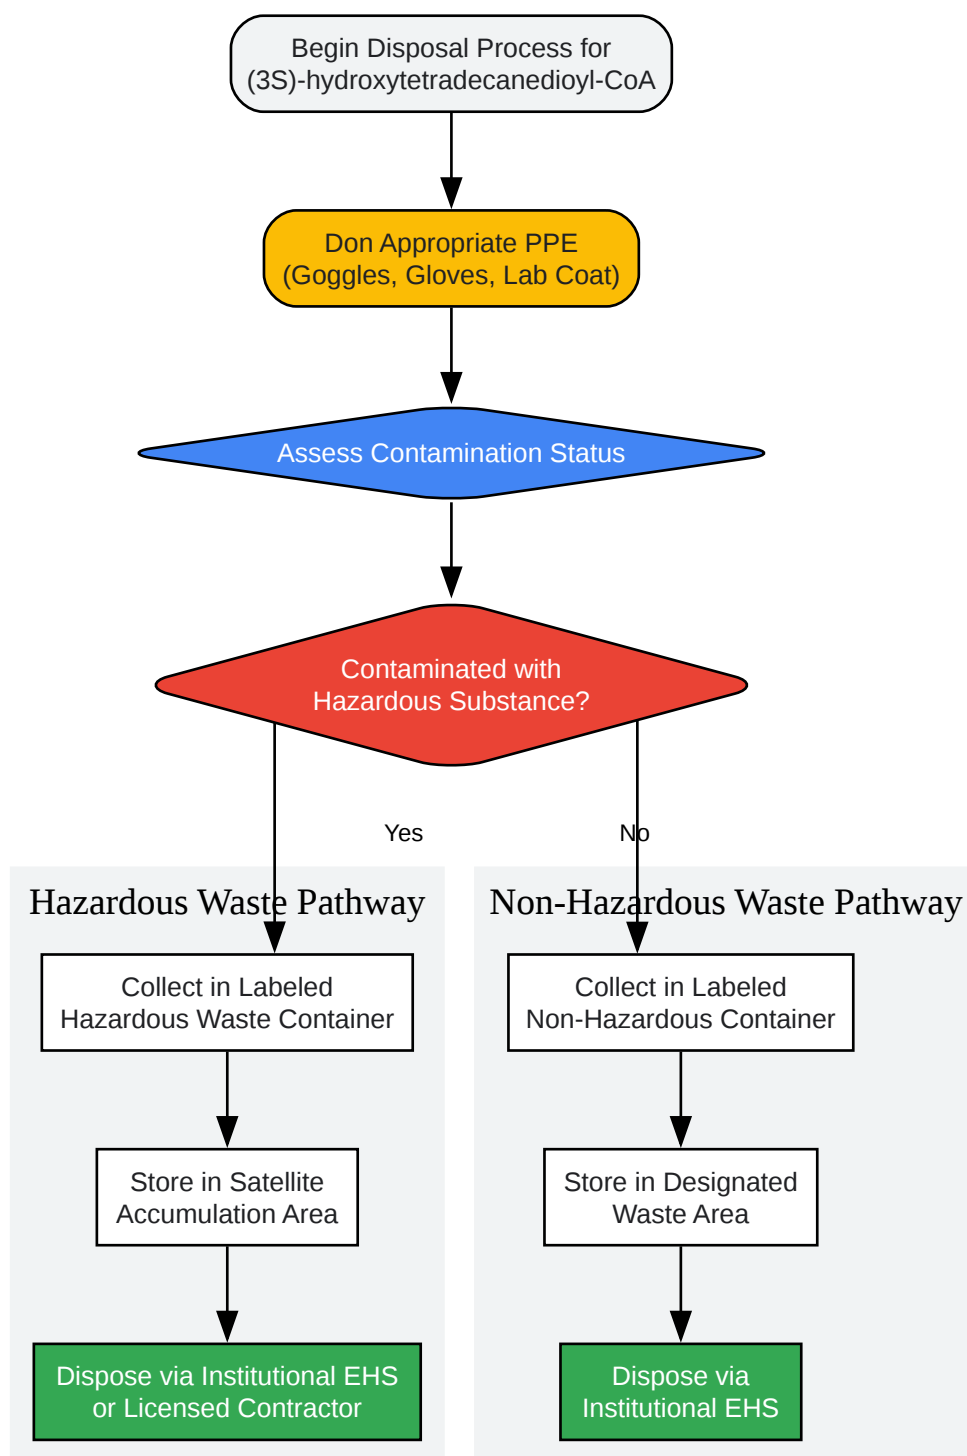 Begin Disposal Process for
(3S)-hydroxytetradecanedioyl-CoA
Don Appropriate PPE
(Goggles, Gloves, Lab Coat)
Assess Contamination Status
Contaminated with
Hazardous Substance?
Yes
No
Hazardous Waste Pathway
Collect in Labeled
Hazardous Waste Container
Store in Satellite
Accumulation Area
Dispose via Institutional EHS
or Licensed Contractor
Non-Hazardous Waste Pathway
Collect in Labeled
Non-Hazardous Container
Store in Designated
Waste Area
Dispose via
Institutional EHS